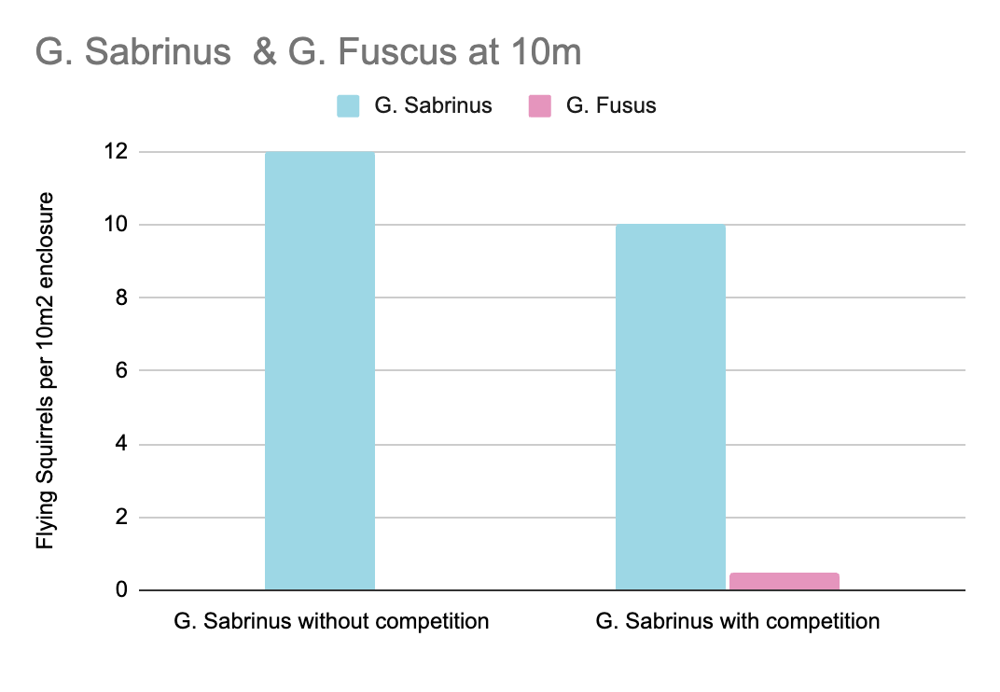 G. Sabrinus  & G. Fuscus at 10m
G. Sabrinus G. Fusus
Flying Squirrels per 10m2 enclosure
12
10
8
6
4
2
0
G. Sabrinus without competition G. Sabrinus with competition